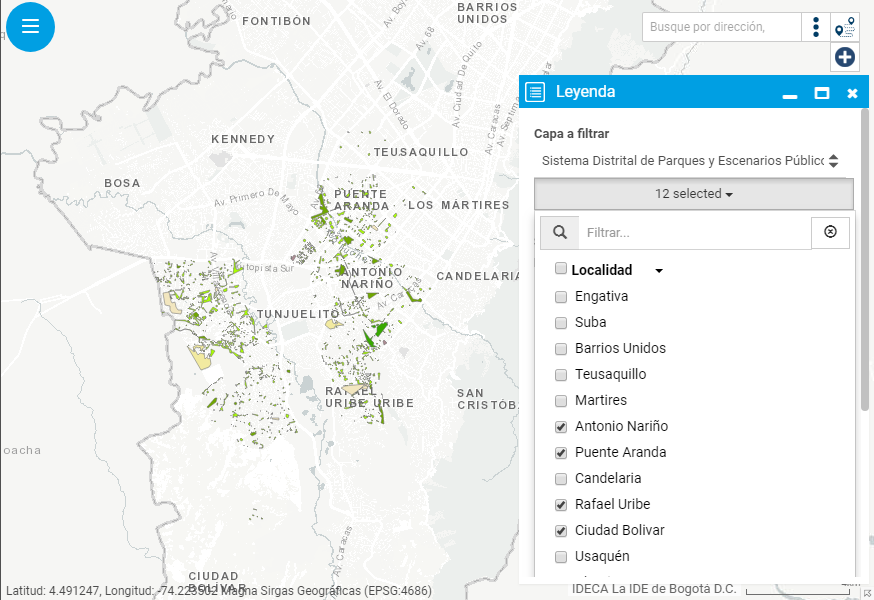 FONTIBÓN
BARRIOS
UNIDOS
Av. 68
Av. Ciudad De Quito
Av. El Dorado
Av. Caracas
Busque por dirección,
Leyenda
Capa a filtrar
Sistema Distrital de Parques y Escenarios Públic
12 selected
Filtrar...
Localidad
Engativa
Suba
Barrios Unidos
Teusaquillo
Martires
Antonio Nariño
Puente Aranda
Candelaria
Rafael Uribe
Ciudad Bolivar
Usaquén
KENNEDY
TEUSAQUILLO
BOSA
Av. Primero De Mayo
PUENTE
ARANDA
LOS MÁRTIRES
Autopista Sur
ANTONIO
NARIÑO
CANDELARIA
TUNJUELITO
RAFAEL
URIBE URIBE
SAN
CRISTÓB
oacha
Av. Caracas
CIUDAD
BOLÍVAR
Latitud: 4.491247, Longitud: -74.223502 Magna Sirgas Geográficas (EPSG:4686)
IDECA La IDE de Bogotá D.C.